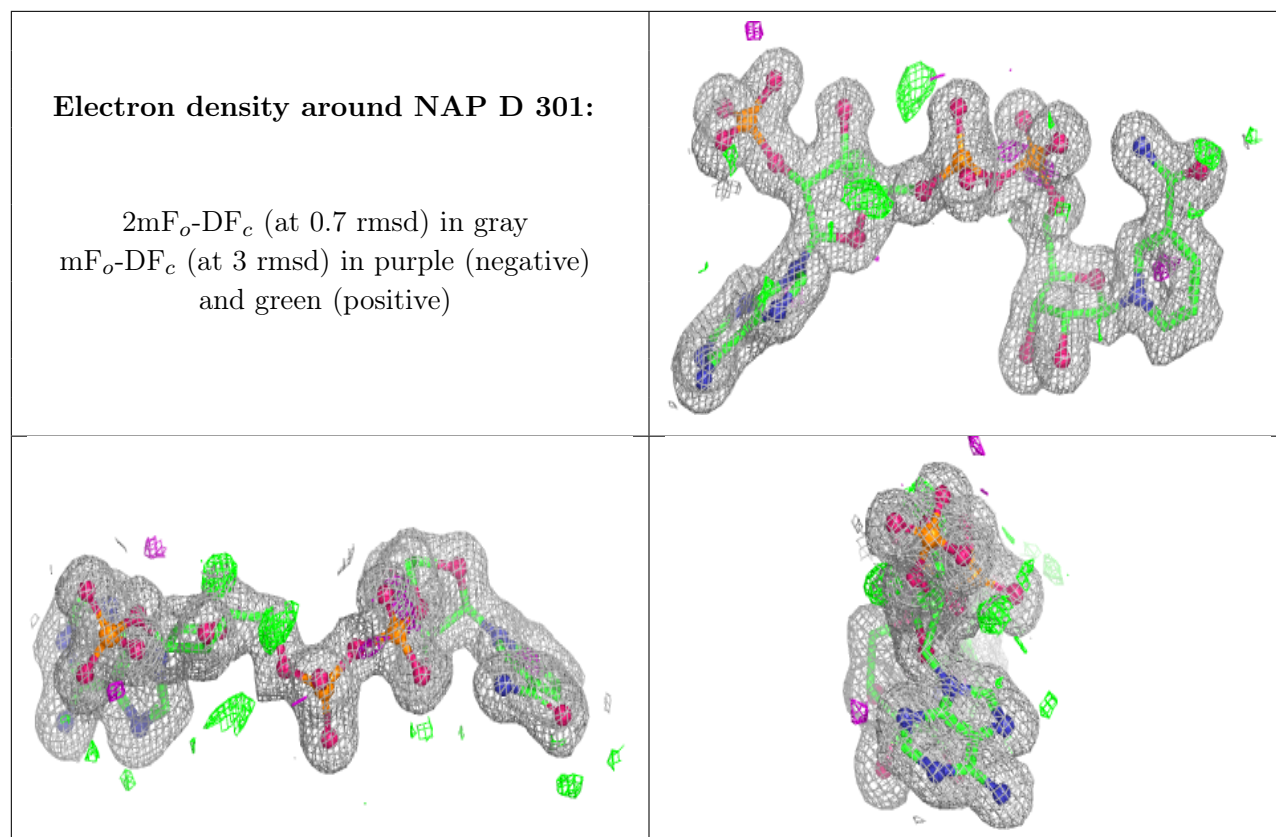 Electron density around NAP D 301:
2mFₒ-DF𝒸 (at 0.7 rmsd) in gray
mFₒ-DF𝒸 (at 3 rmsd) in purple (negative)
and green (positive)